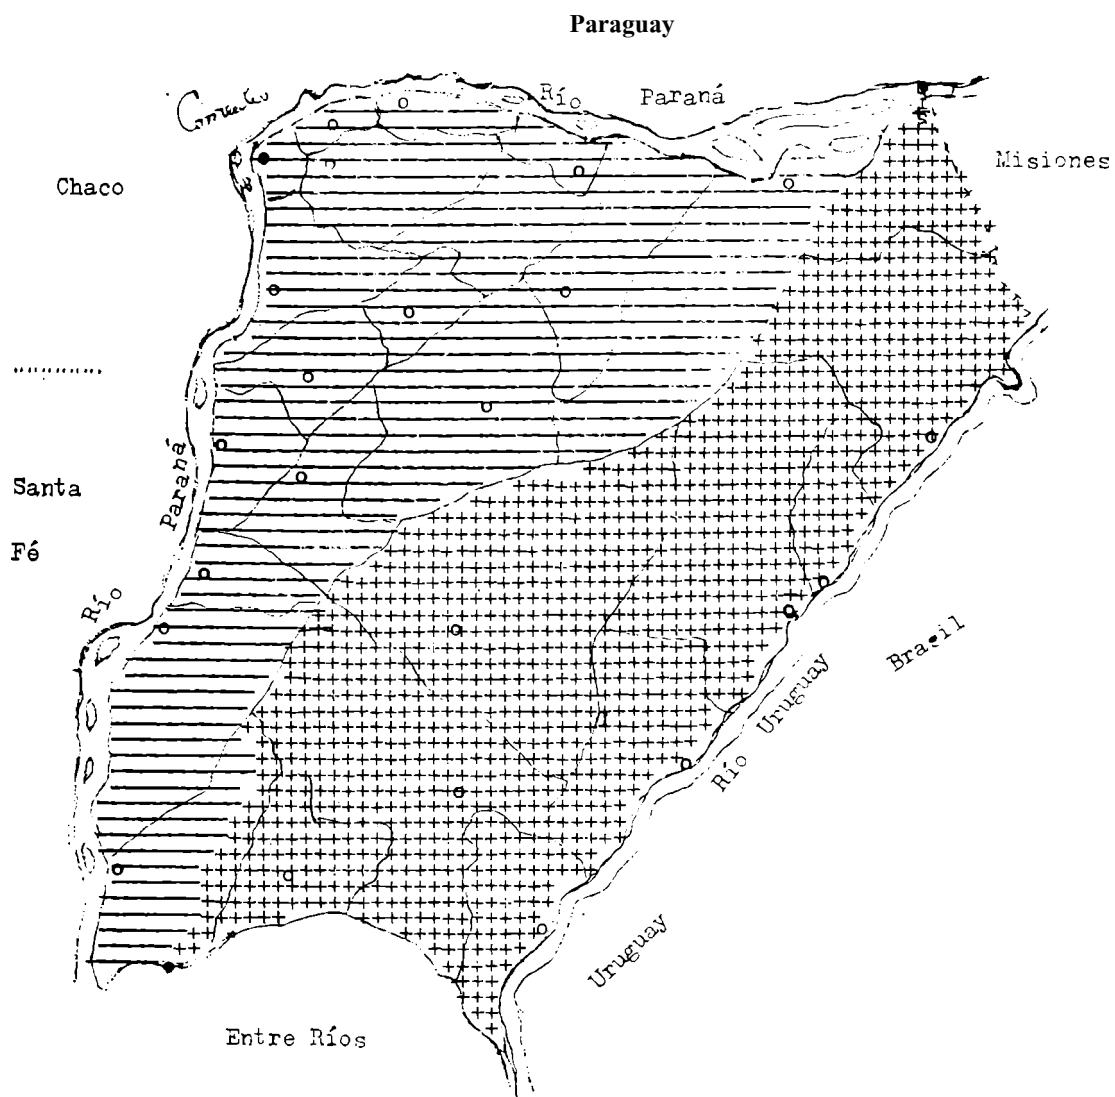 Paraguay
Río Paraná
Misiones
Chaco
Santa
Fé
Río Paraná
Brasil
Río Uruguay
Uruguay
Entre Ríos